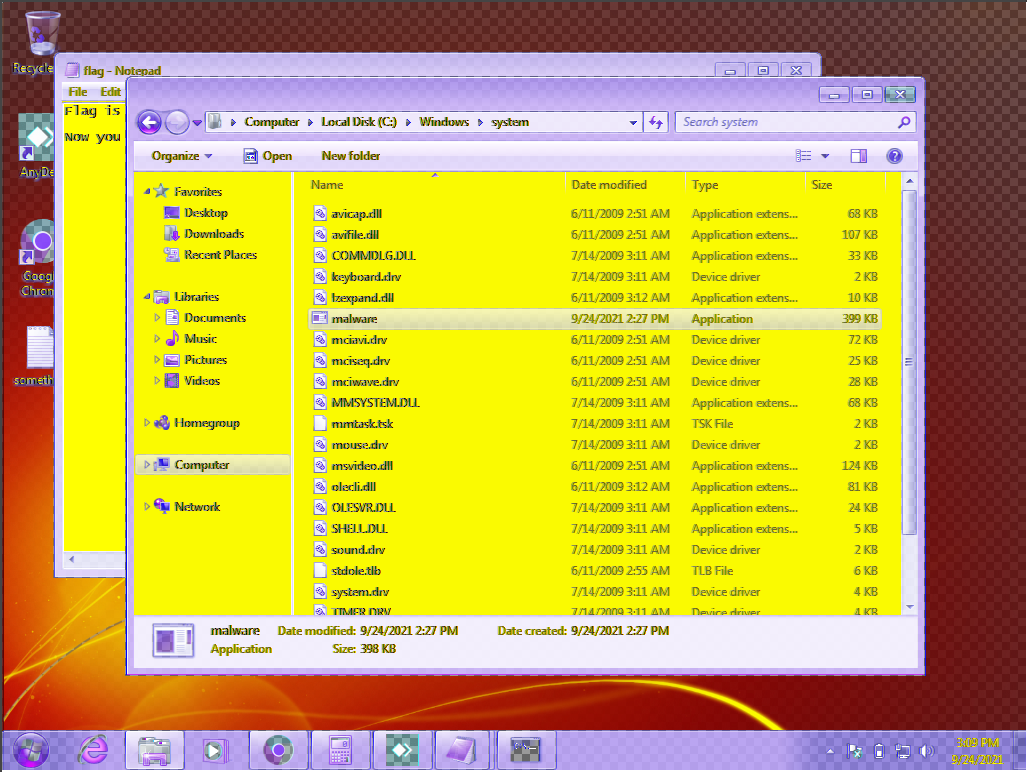 Recycle
flag - Notepad
File Edit
Flag is
Now you
AnyDe
Goog
Chron
someth
Computer Local Disk (C:) Windows system
Search system
Organize Open New folder
Favorites
Desktop
Downloads
Recent Places
Libraries
Documents
Music
Pictures
Videos
Homegroup
Computer
Network
Name Date modified Type Size
avicap.dll 6/11/2009 2:51 AM Application extens... 68 KB
avifile.dll 6/11/2009 2:51 AM Application extens... 107 KB
COMMDLG.DLL 7/14/2009 3:11 AM Application extens... 33 KB
keyboard.drv 7/14/2009 3:11 AM Device driver 2 KB
lzexpand.dll 6/11/2009 3:12 AM Application extens... 10 KB
malware 9/24/2021 2:27 PM Application 399 KB
mciavi.drv 6/11/2009 2:51 AM Device driver 72 KB
mciseq.drv 6/11/2009 2:51 AM Device driver 25 KB
mciwave.drv 6/11/2009 2:51 AM Device driver 28 KB
MMSYSTEM.DLL 7/14/2009 3:11 AM Application extens... 68 KB
mmtask.tsk 7/14/2009 3:11 AM TSK File 2 KB
mouse.drv 7/14/2009 3:11 AM Device driver 2 KB
msvideo.dll 6/11/2009 2:51 AM Application extens... 124 KB
olecli.dll 6/11/2009 3:12 AM Application extens... 81 KB
OLESVR.DLL 7/14/2009 3:11 AM Application extens... 24 KB
SHELL.DLL 7/14/2009 3:11 AM Application extens... 5 KB
sound.drv 7/14/2009 3:11 AM Device driver 2 KB
stdole.tlb 6/11/2009 2:55 AM TLB File 6 KB
system.drv 7/14/2009 3:11 AM Device driver 4 KB
TIMER.DRV 7/14/2009 3:11 AM Device driver 4 KB
malware Date modified: 9/24/2021 2:27 PM Date created: 9/24/2021 2:27 PM
Application Size: 398 KB
3:09 PM
9/24/2021